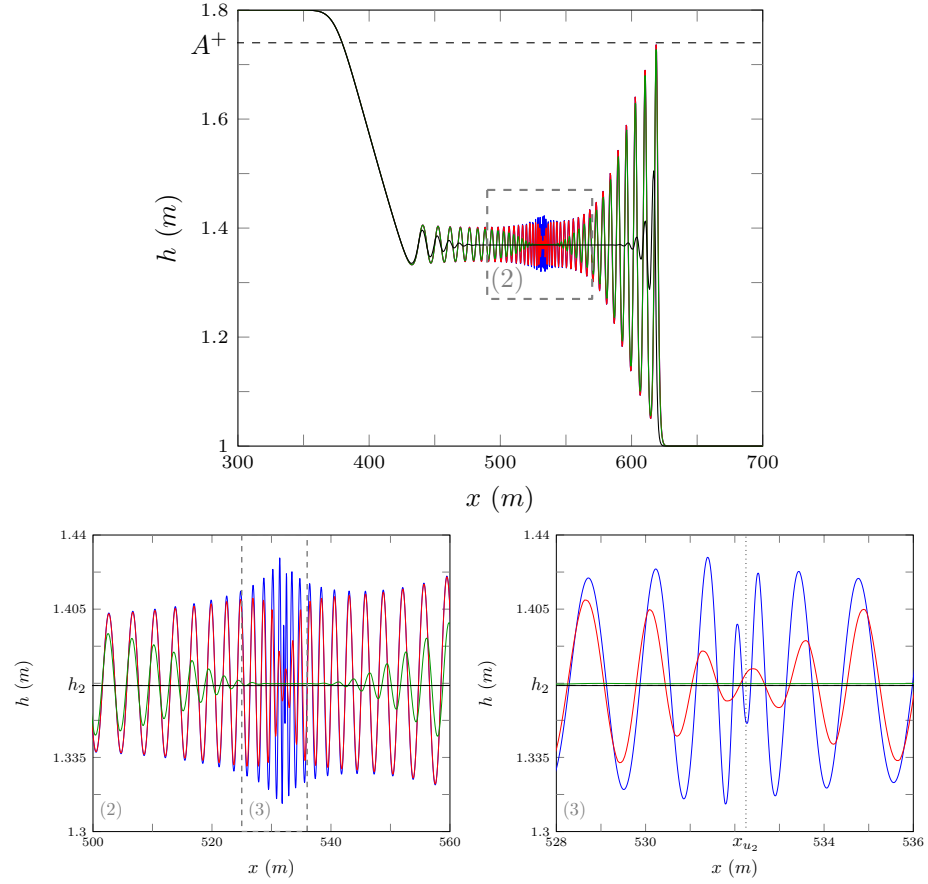 1.8
A⁺
1.6
h (m)
1.4
(2)
1.2
1
300 400 500 600 700
x (m)
1.44 1.44
1.405 1.405
h (m) h (m)
h₂ h₂
1.335 1.335
(2) (3) (3)
1.3 1.3
500 520 540 560 528 530 x_{u₂} 534 536
x (m) x (m)